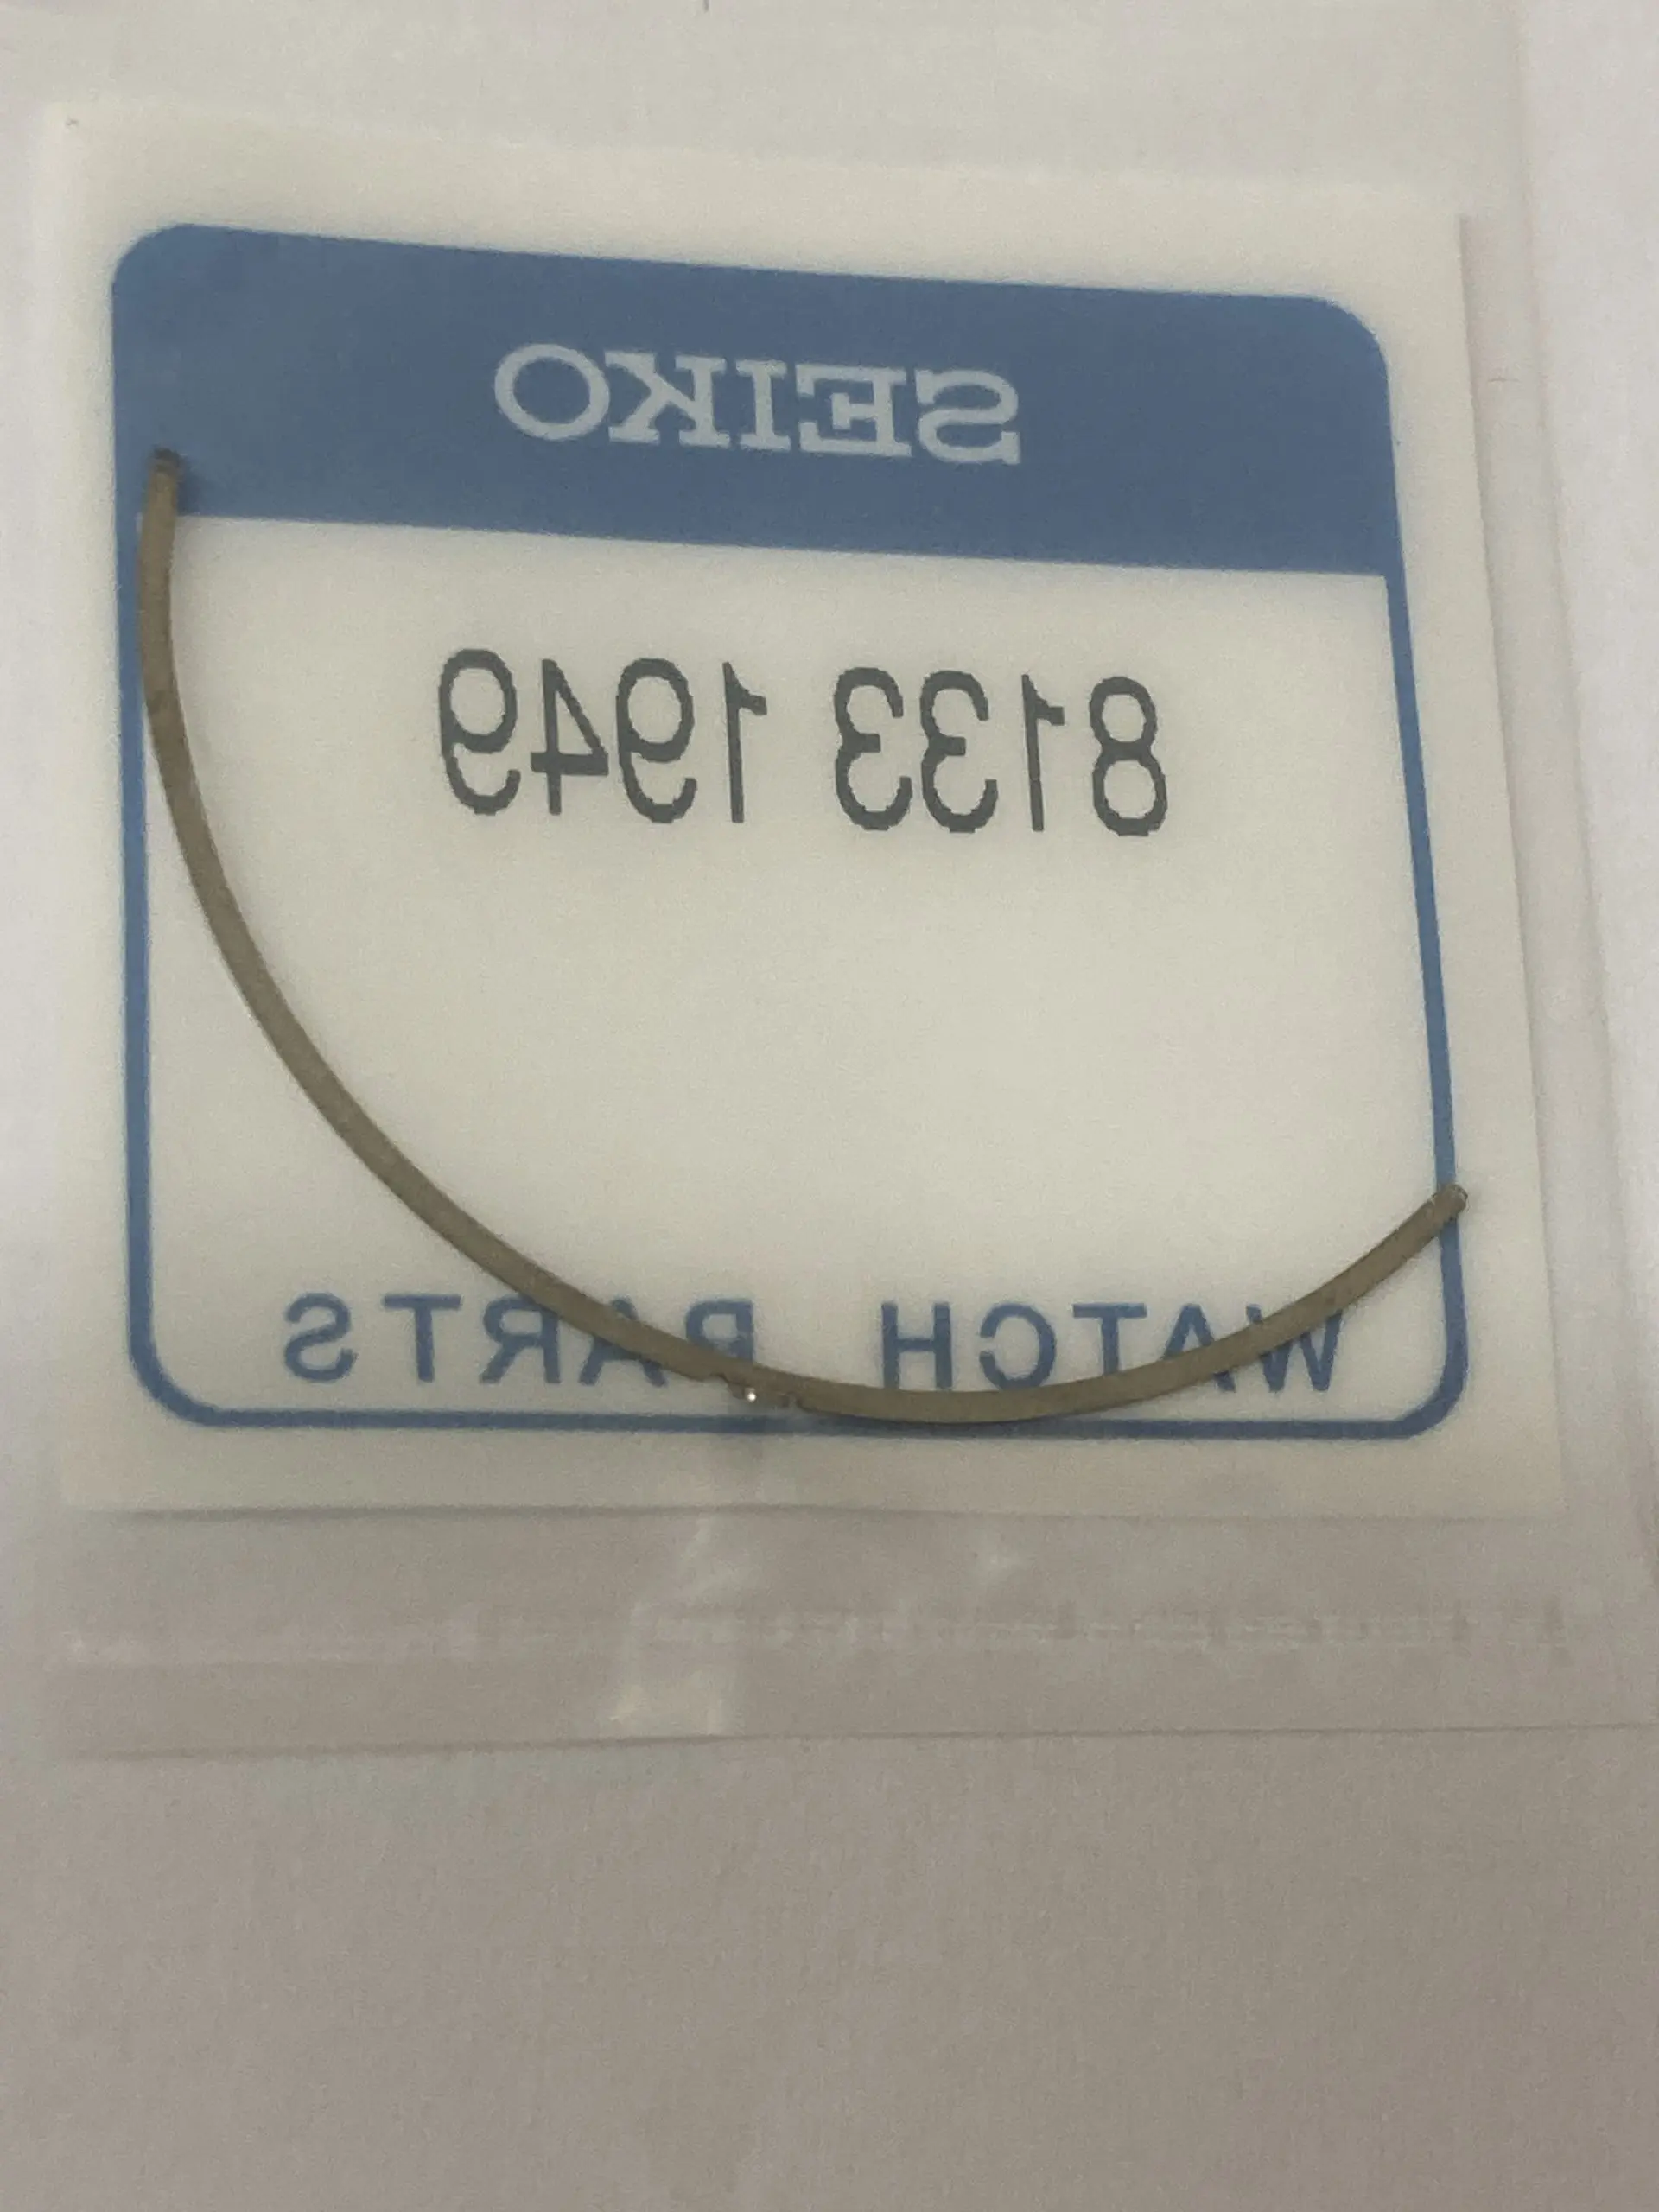 SEIKO
8133 1949
WATCH PARTS